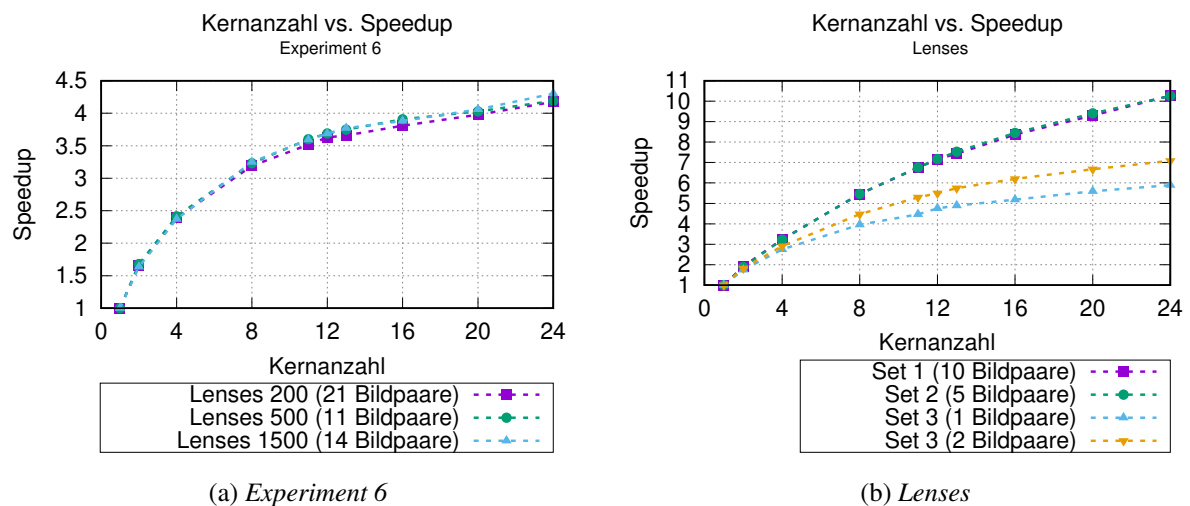 Kernanzahl vs. Speedup
Experiment 6
Speedup
4.5
4
3.5
3
2.5
2
1.5
1
0 4 8 12 16 20 24
Kernanzahl
Lenses 200 (21 Bildpaare)
Lenses 500 (11 Bildpaare)
Lenses 1500 (14 Bildpaare)
(a) Experiment 6
Kernanzahl vs. Speedup
Lenses
Speedup
11
10
9
8
7
6
5
4
3
2
1
0 4 8 12 16 20 24
Kernanzahl
Set 1 (10 Bildpaare)
Set 2 (5 Bildpaare)
Set 3 (1 Bildpaare)
Set 3 (2 Bildpaare)
(b) Lenses